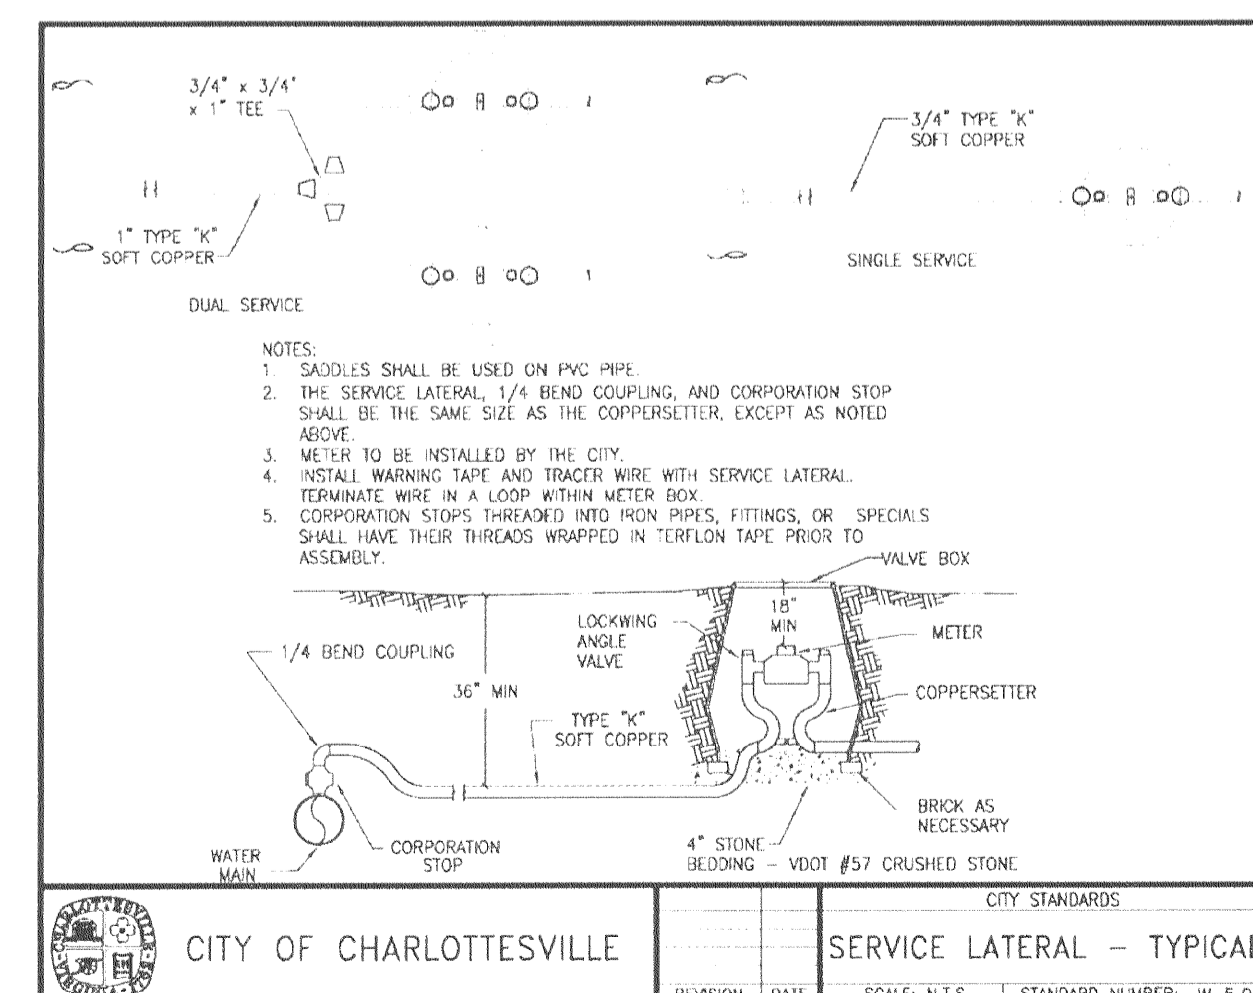 3/4" x 3/4"
x 1" TEE
1" TYPE "K"
SOFT COPPER
DUAL SERVICE
3/4" TYPE "K"
SOFT COPPER
SINGLE SERVICE
NOTES:
1. SADDLES SHALL BE USED ON PVC PIPE.
2. THE SERVICE LATERAL, 1/4 BEND COUPLING, AND CORPORATION STOP
SHALL BE THE SAME SIZE AS THE COPPERSETTER, EXCEPT AS NOTED
ABOVE.
3. METER TO BE INSTALLED BY THE CITY.
4. INSTALL WARNING TAPE AND TRACER WIRE WITH SERVICE LATERAL.
TERMINATE WIRE IN A LOOP WITHIN METER BOX.
5. CORPORATION STOPS THREADED INTO IRON PIPES, FITTINGS, OR SPECIALS
SHALL HAVE THEIR THREADS WRAPPED IN TERFLON TAPE PRIOR TO
ASSEMBLY.
VALVE BOX
18"
MIN
LOCKWING
ANGLE
VALVE
METER
1/4 BEND COUPLING
36" MIN
COPPERSETTER
TYPE "K"
SOFT COPPER
BRICK AS
NECESSARY
CORPORATION
STOP
WATER
MAIN
4" STONE
BEDDING – VDOT #57 CRUSHED STONE
CHARLOTTESVILLE
VIRGINIA
CITY OF CHARLOTTESVILLE
CITY STANDARDS
SERVICE LATERAL – TYPICAL
REVISION DATE
SCALE: N.T.S. STANDARD NUMBER: W